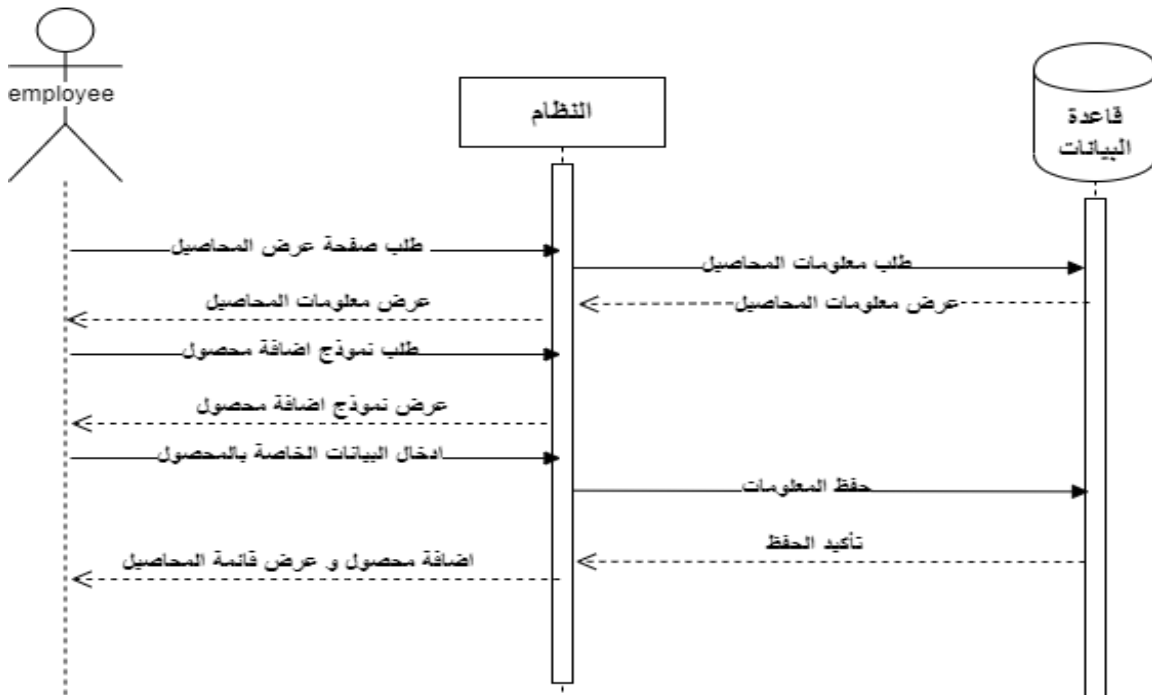 employee
النظام
قاعدة
البيانات
طلب صفحة عرض المحاصيل
طلب معلومات المحاصيل
عرض معلومات المحاصيل
عرض معلومات المحاصيل
طلب نموذج اضافة محصول
عرض نموذج اضافة محصول
ادخال البيانات الخاصة بالمحصول
حفظ المعلومات
تأكيد الحفظ
اضافة محصول و عرض قائمة المحاصيل